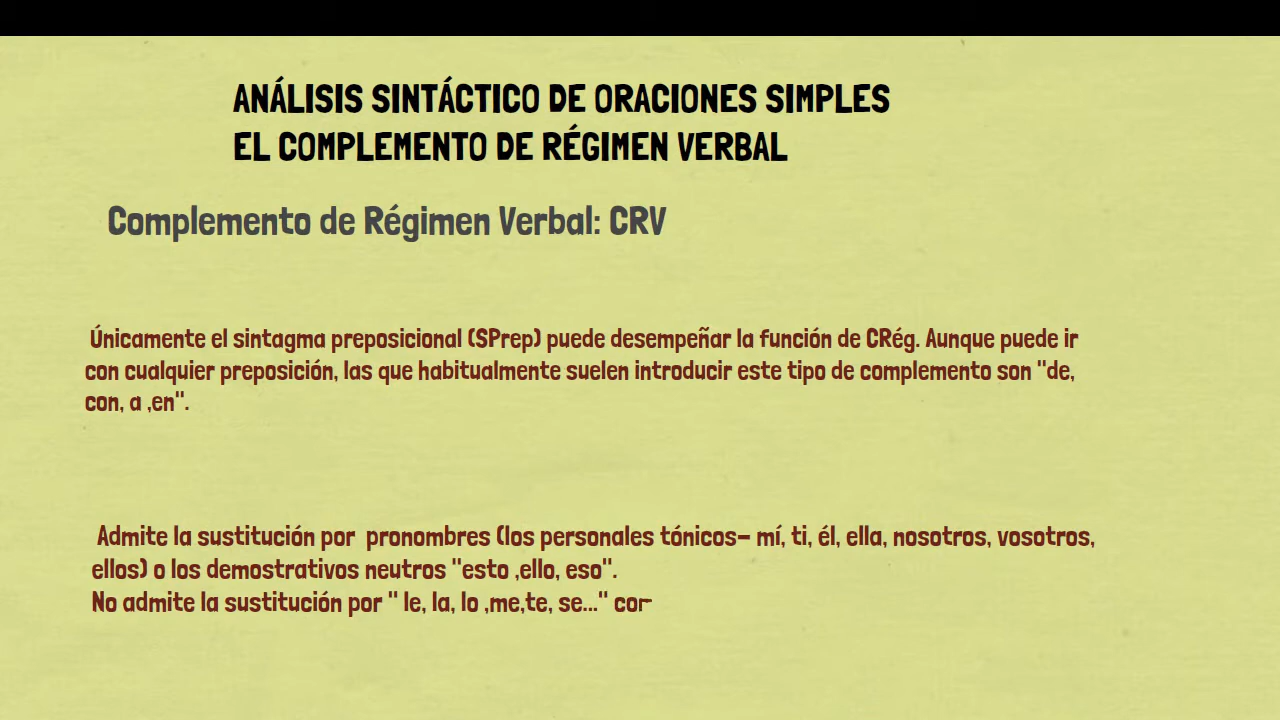 ANÁLISIS SINTÁCTICO DE ORACIONES SIMPLES
EL COMPLEMENTO DE RÉGIMEN VERBAL
Complemento de Régimen Verbal: CRV
Únicamente el sintagma preposicional (SPrep) puede desempeñar la función de CRég. Aunque puede ir
con cualquier preposición, las que habitualmente suelen introducir este tipo de complemento son "de,
con, a ,en".
Admite la sustitución por pronombres (los personales tónicos- mí, ti, él, ella, nosotros, vosotros,
ellos) o los demostrativos neutros "esto ,ello, eso".
No admite la sustitución por " le, la, lo ,me,te, se..."